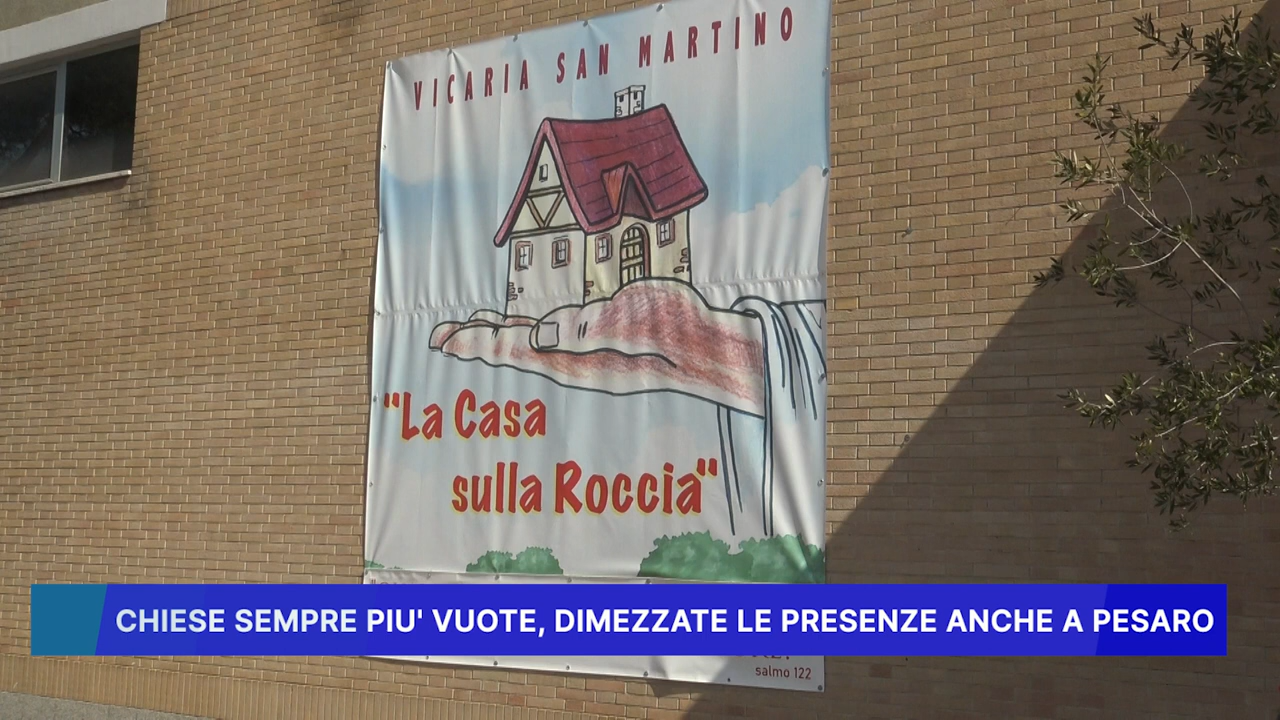 VICARIA SAN MARTINO
"La Casa
sulla Roccia"
CHIESE SEMPRE PIU' VUOTE, DIMEZZATE LE PRESENZE ANCHE A PESARO
salmo 122